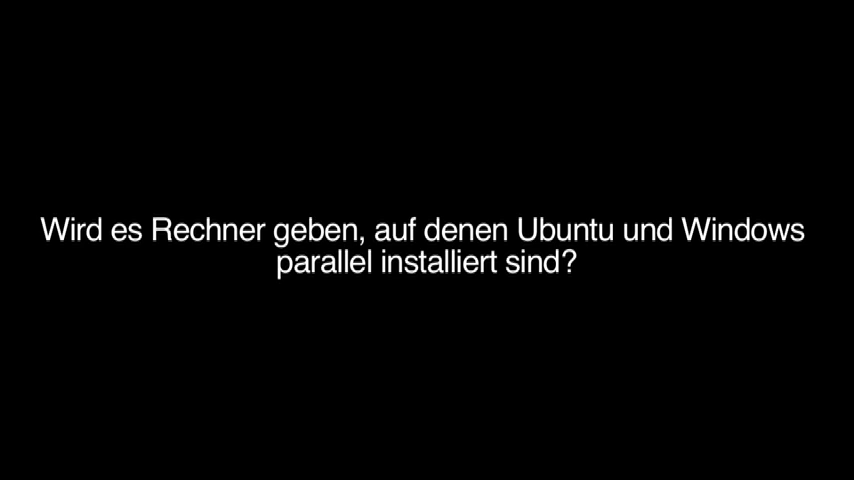 Wird es Rechner geben, auf denen Ubuntu und Windows
parallel installiert sind?